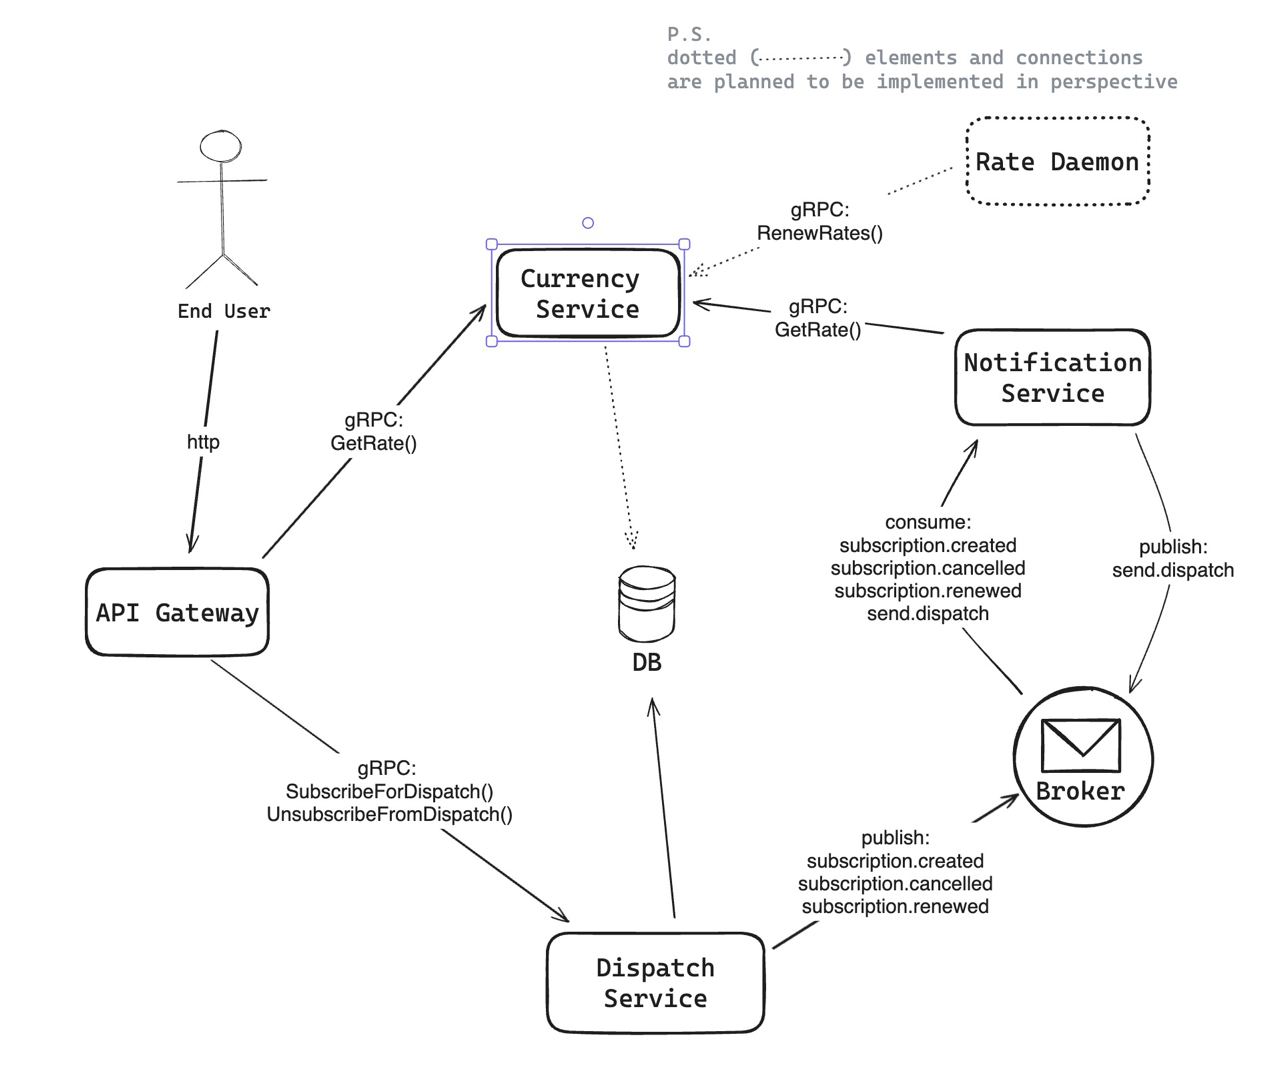 P.S.
dotted (...........) elements and connections
are planned to be implemented in perspective
Rate Daemon
gRPC:
RenewRates()
Currency
Service
End User
gRPC:
GetRate()
Notification
Service
gRPC:
GetRate()
http
consume:
subscription.created
subscription.cancelled
subscription.renewed
send.dispatch
publish:
send.dispatch
API Gateway
DB
gRPC:
SubscribeForDispatch()
UnsubscribeFromDispatch()
Broker
publish:
subscription.created
subscription.cancelled
subscription.renewed
Dispatch
Service